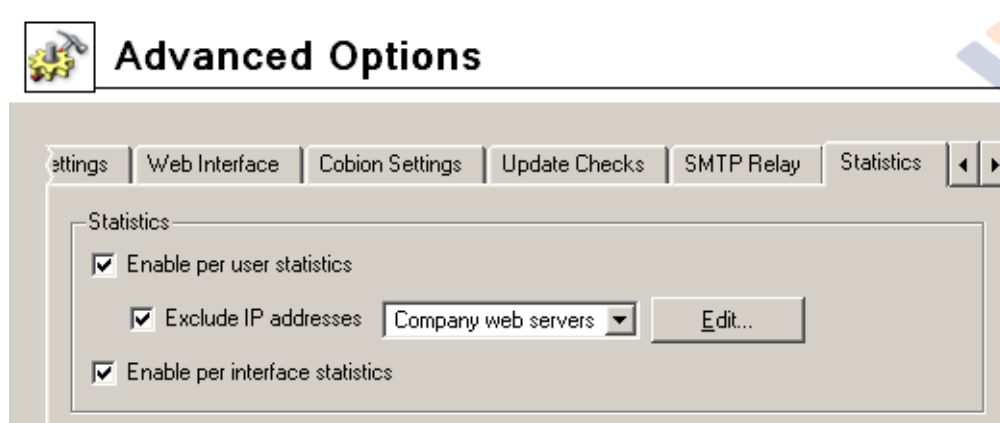 Advanced Options
ettings Web Interface Cobion Settings Update Checks SMTP Relay Statistics
Statistics
Enable per user statistics
Exclude IP addresses Company web servers Edit...
Enable per interface statistics